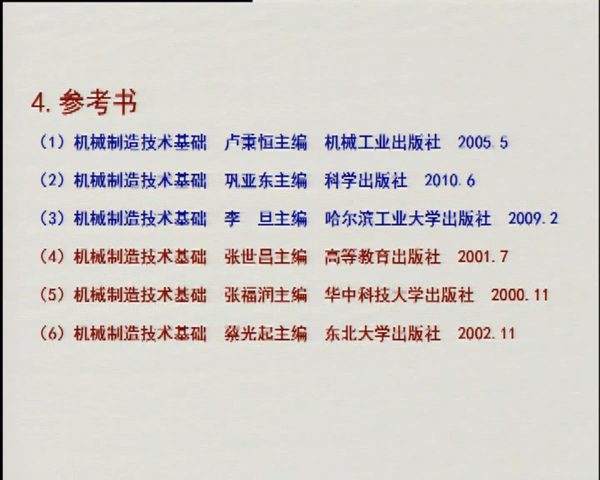 4. 参考书
（1）机械制造技术基础　卢秉恒主编　机械工业出版社　2005.5
（2）机械制造技术基础　巩亚东主编　科学出版社　2010.6
（3）机械制造技术基础　李　旦主编　哈尔滨工业大学出版社　2009.2
（4）机械制造技术基础　张世昌主编　高等教育出版社　2001.7
（5）机械制造技术基础　张福润主编　华中科技大学出版社　2000.11
（6）机械制造技术基础　蔡光起主编　东北大学出版社　2002.11